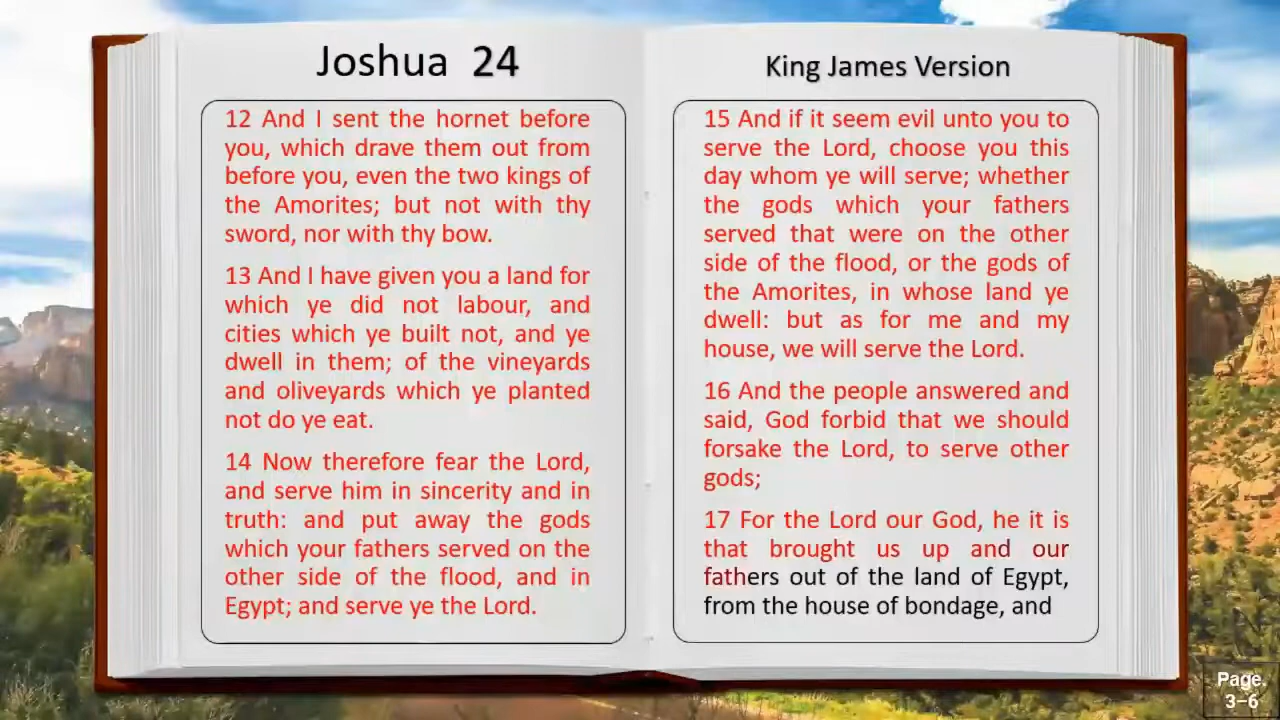 Joshua 24
12 And I sent the hornet before
you, which drave them out from
before you, even the two kings of
the Amorites; but not with thy
sword, nor with thy bow.
13 And I have given you a land for
which ye did not labour, and
cities which ye built not, and ye
dwell in them; of the vineyards
and oliveyards which ye planted
not do ye eat.
14 Now therefore fear the Lord,
and serve him in sincerity and in
truth: and put away the gods
which your fathers served on the
other side of the flood, and in
Egypt; and serve ye the Lord.
King James Version
15 And if it seem evil unto you to
serve the Lord, choose you this
day whom ye will serve; whether
the gods which your fathers
served that were on the other
side of the flood, or the gods of
the Amorites, in whose land ye
dwell: but as for me and my
house, we will serve the Lord.
16 And the people answered and
said, God forbid that we should
forsake the Lord, to serve other
gods;
17 For the Lord our God, he it is
that brought us up and our
fathers out of the land of Egypt,
from the house of bondage, and
Page.
3-6